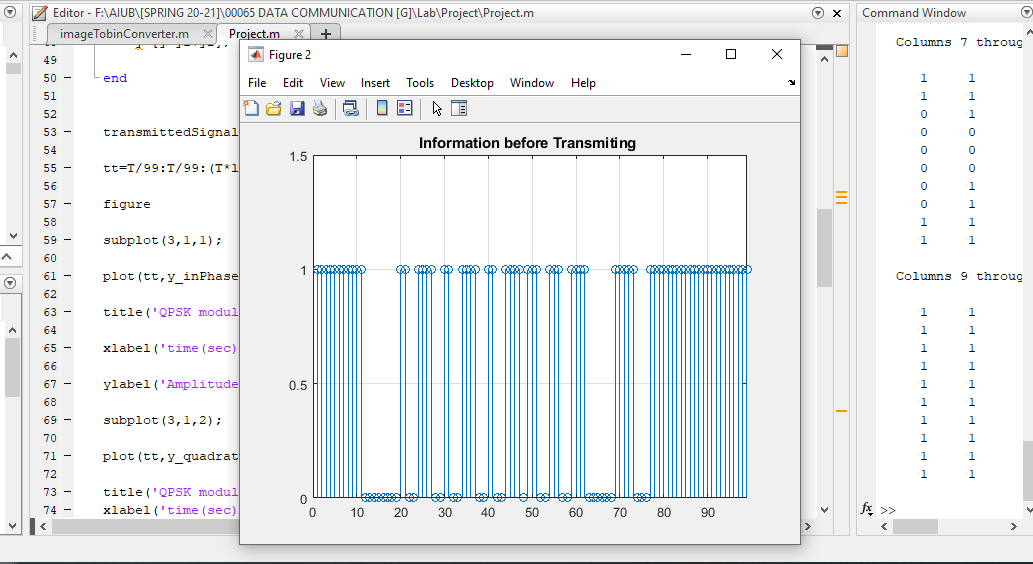 Editor - F:\AIUB\[SPRING 20-21]\00065 DATA COMMUNICATION [G]\Lab\Project\Project.m
imageTobinConverter.m
Project.m
49
50 – end
51
52
53 – transmittedSignal
54
55 – tt=T/99:T/99:(T*l
56
57 – figure
58
59 – subplot(3,1,1);
60
61 – plot(tt,y_inPhase
62
63 – title('QPSK modul
64
65 – xlabel('time(sec)
66
67 – ylabel('Amplitude
68
69 – subplot(3,1,2);
70
71 – plot(tt,y_quadrat
72
73 – title('QPSK modul
74 – xlabel('time(sec)
Figure 2
File Edit View Insert Tools Desktop Window Help
Information before Transmiting
1.5
1
0.5
0
0 10 20 30 40 50 60 70 80 90
Command Window
Columns 7 throug
1 1
1 1
0 1
0 0
0 0
0 0
0 1
0 1
1 1
1 1
Columns 9 throug
1 1
1 1
1 1
1 1
1 1
1 1
1 1
1 1
1 1
1 1
fx >>